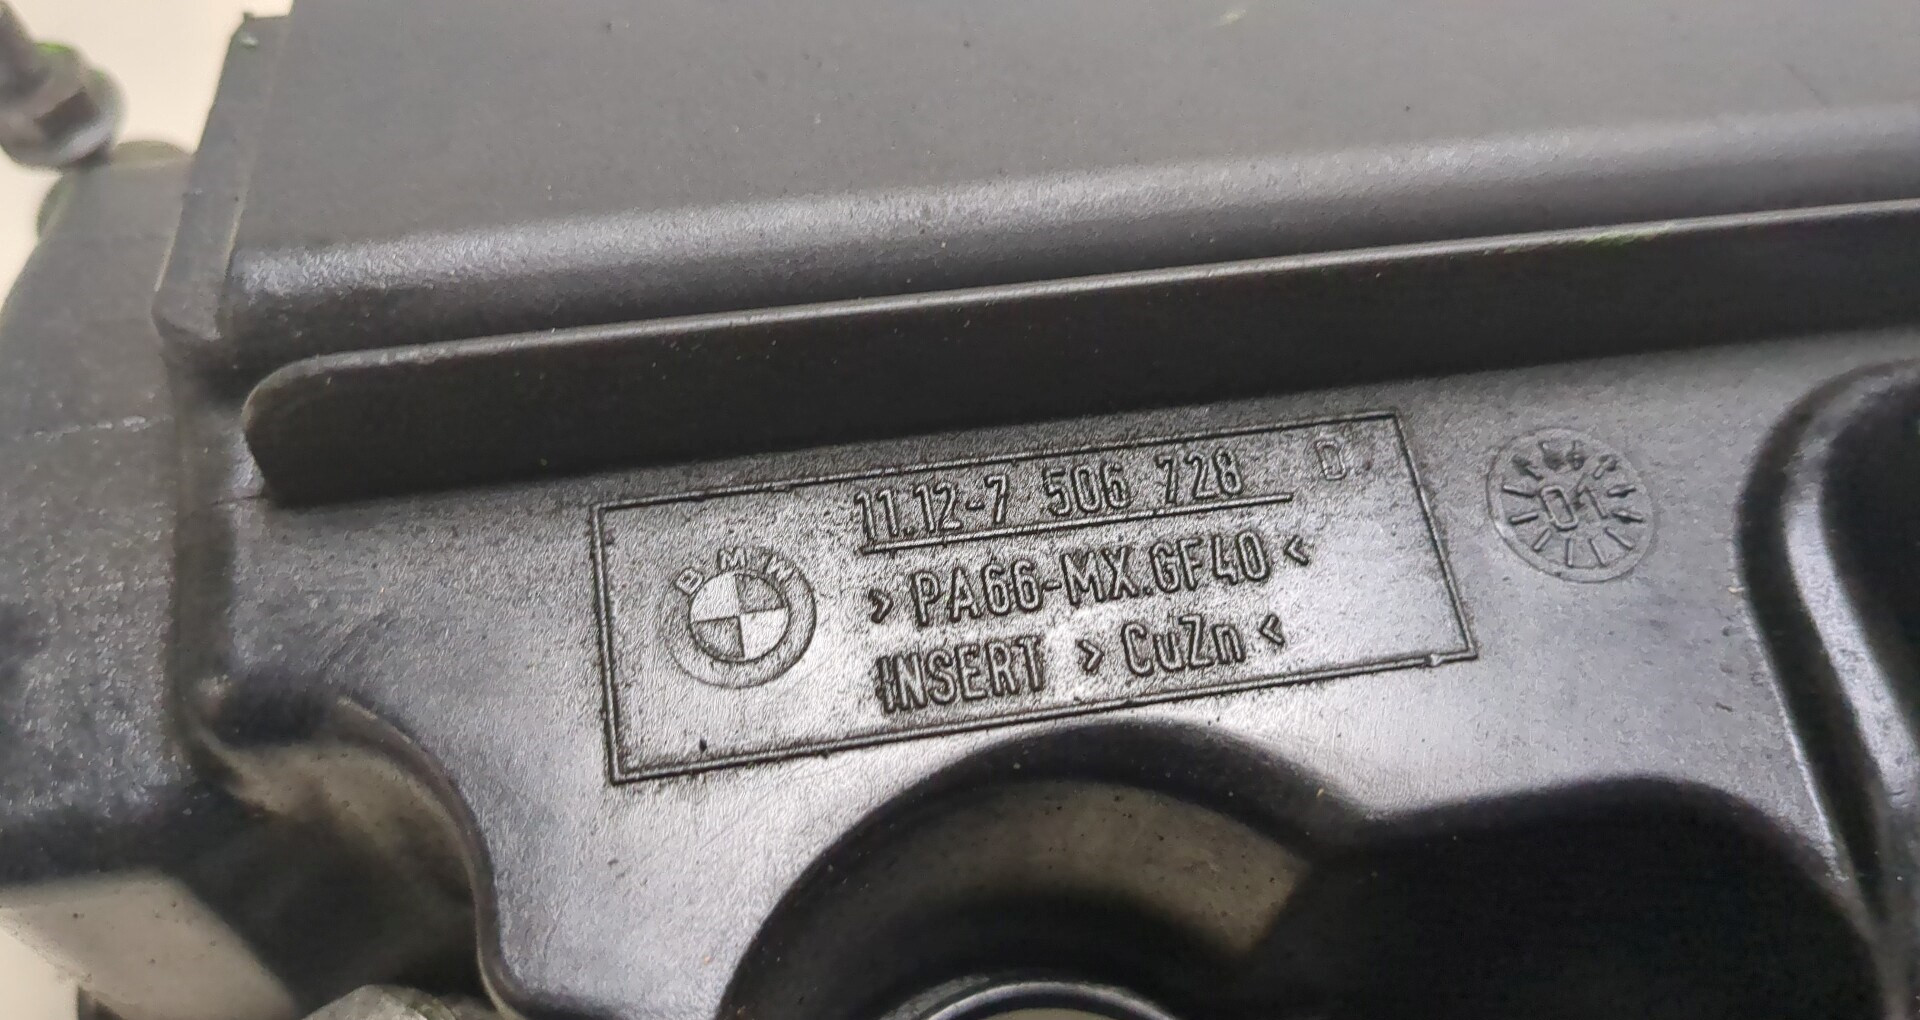 11.12-7 506 728 D
BMW
>PA66-MX.GF40<
INSERT >CuZn<
01